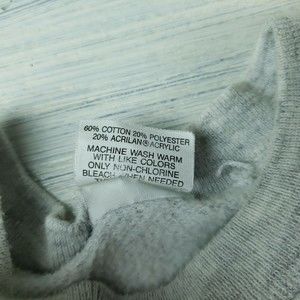 60% COTTON 20% POLYESTER
20% ACRILAN® ACRYLIC
MACHINE WASH WARM
WITH LIKE COLORS
ONLY NON-CHLORINE
BLEACH WHEN NEEDED